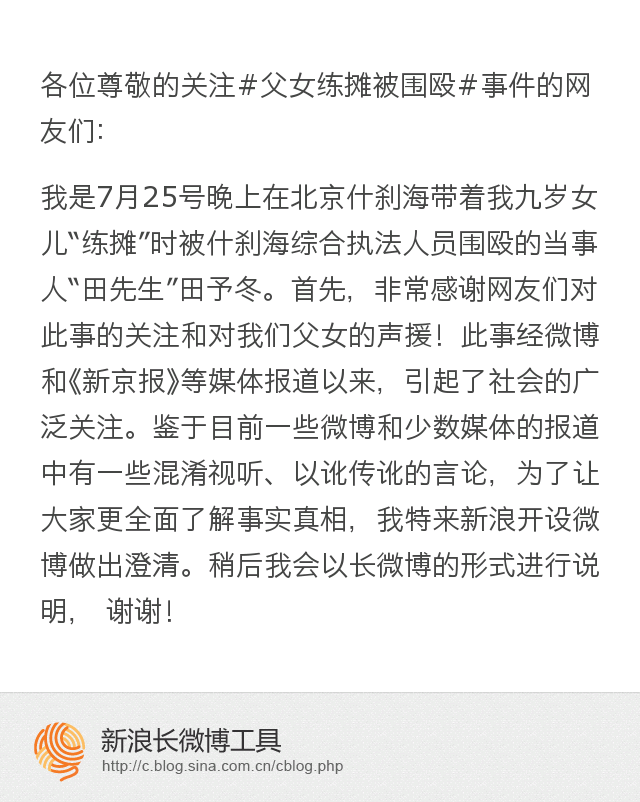 各位尊敬的关注#父女练摊被围殴#事件的网
友们:
我是7月25号晚上在北京什刹海带着我九岁女
儿“练摊”时被什刹海综合执法人员围殴的当事
人“田先生”田予冬。首先，非常感谢网友们对
此事的关注和对我们父女的声援！此事经微博
和《新京报》等媒体报道以来，引起了社会的广
泛关注。鉴于目前一些微博和少数媒体的报道
中有一些混淆视听、以讹传讹的言论，为了让
大家更全面了解事实真相，我特来新浪开设微
博做出澄清。稍后我会以长微博的形式进行说
明， 谢谢！
新浪长微博工具
http://c.blog.sina.com.cn/cblog.php